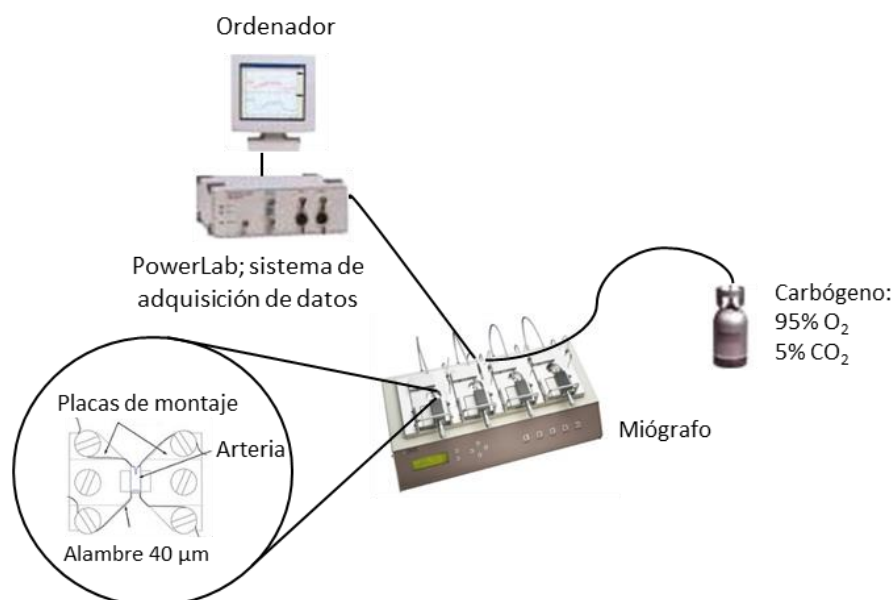 Ordenador
PowerLab; sistema de
adquisición de datos
Carbógeno:
95% O₂
5% CO₂
Miógrafo
Placas de montaje
Arteria
Alambre 40 µm